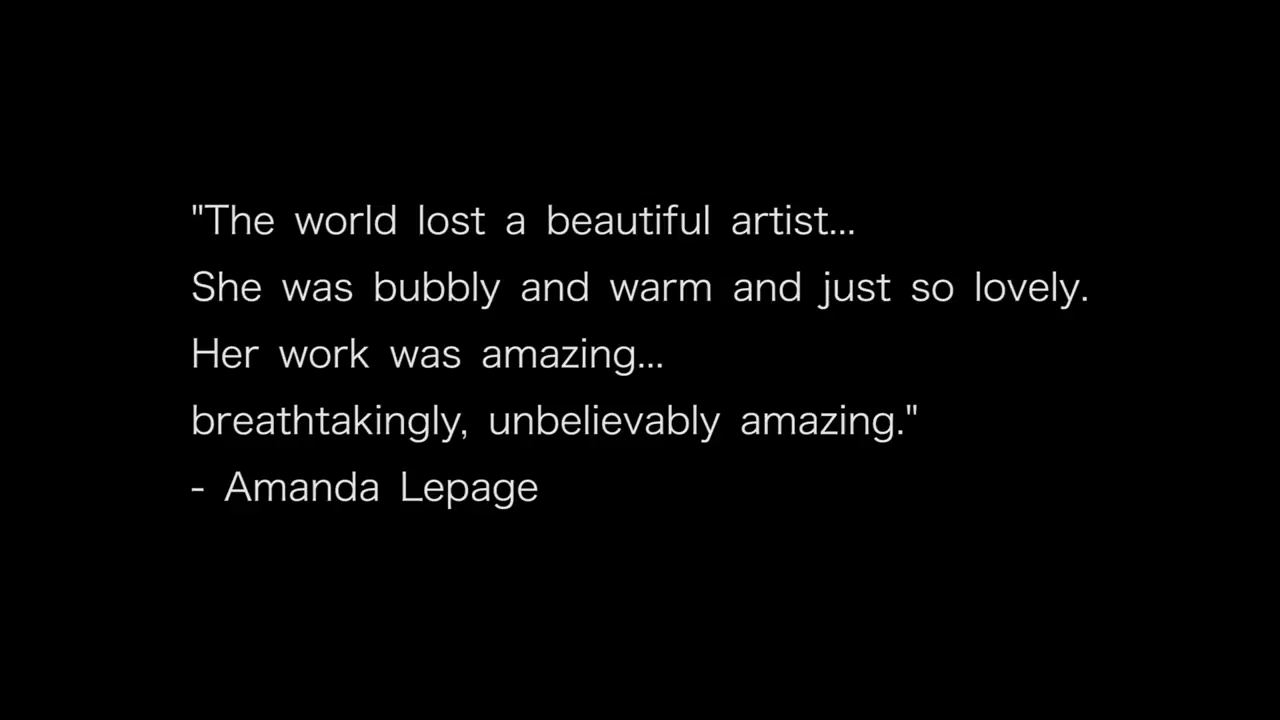 "The world lost a beautiful artist...
She was bubbly and warm and just so lovely.
Her work was amazing...
breathtakingly, unbelievably amazing."
- Amanda Lepage